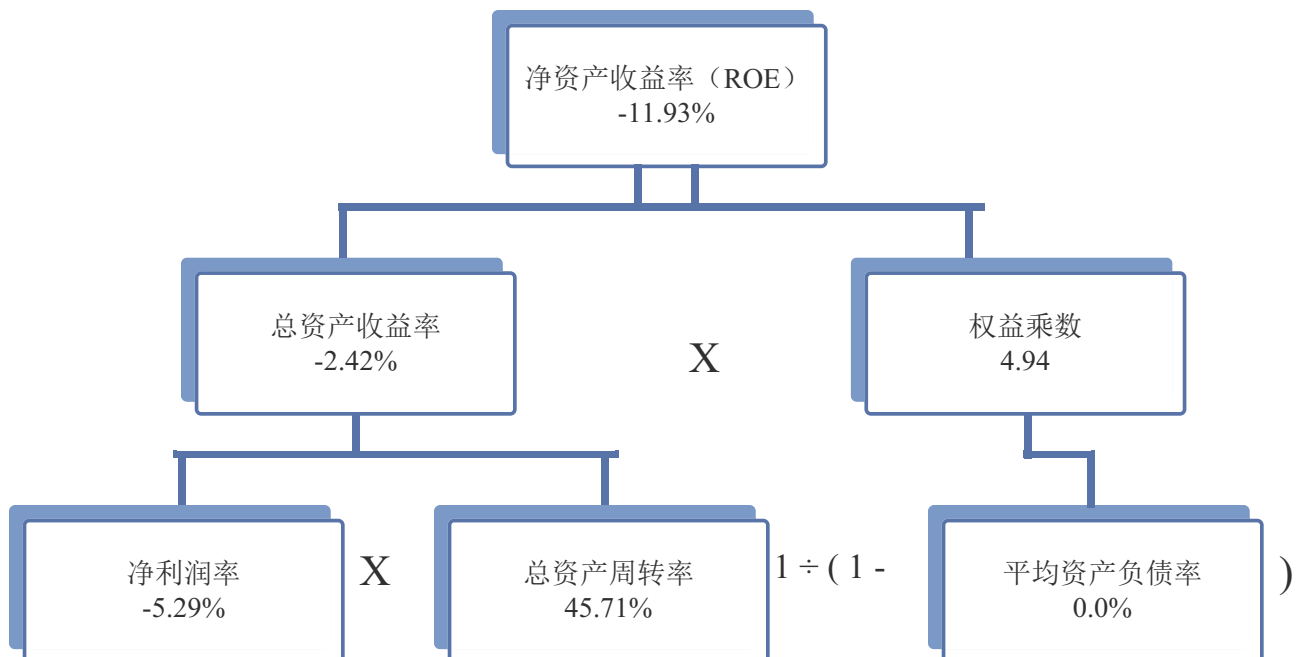 净资产收益率（ROE）
-11.93%
总资产收益率
-2.42%
X
权益乘数
4.94
净利润率
-5.29%
X
总资产周转率
45.71%
1 ÷ ( 1 -
平均资产负债率
0.0%
)